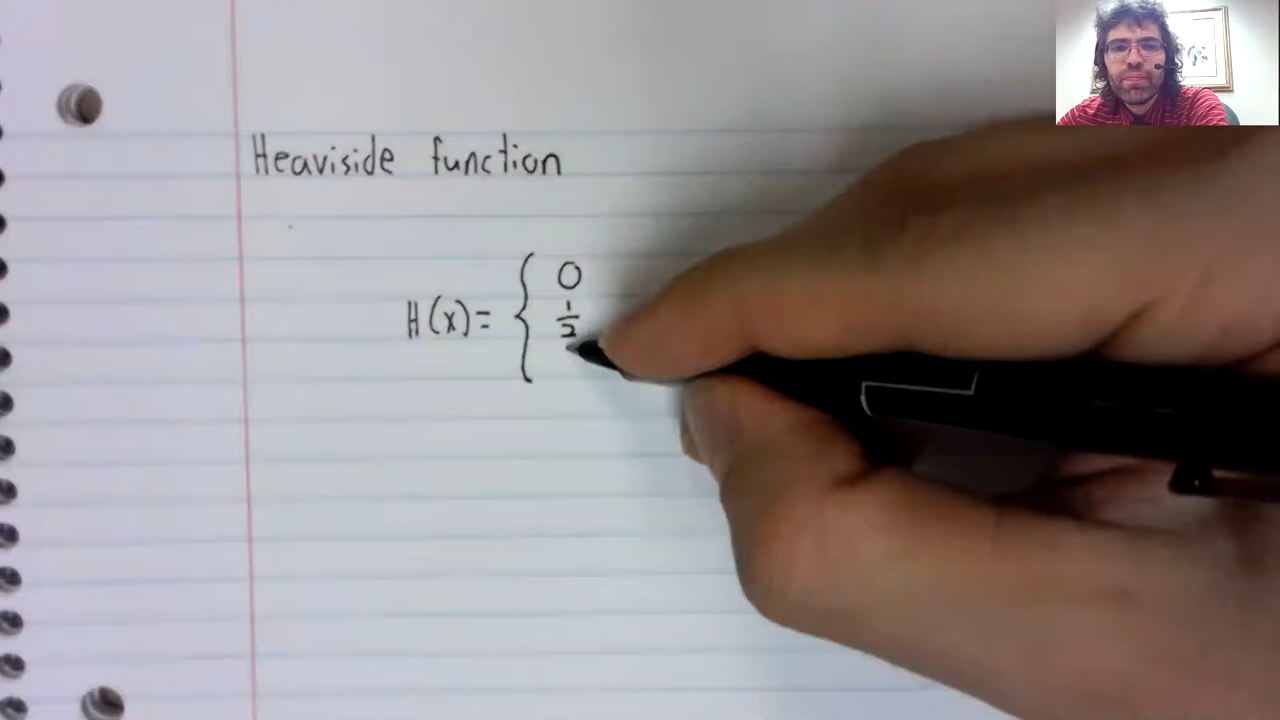 Heaviside function
H(x) = { 0
1/2